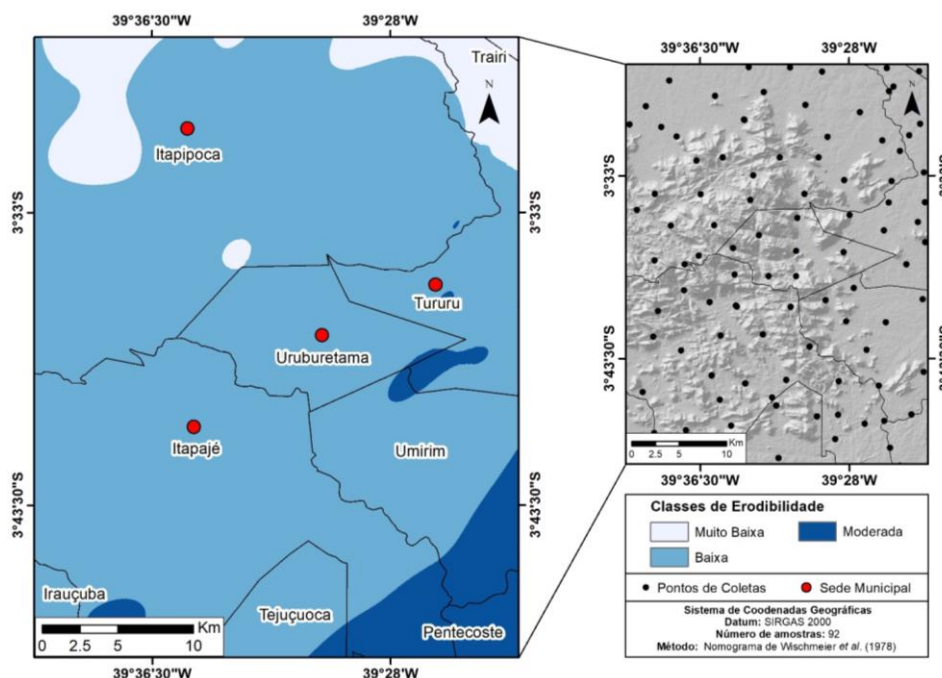 39°36'30"W
39°28'W
Trairi
N
Itapipoca
3°33'S
3°33'S
Tururu
Uruburetama
Itapajé
Umirim
3°43'30"S
3°43'30"S
Irauçuba
Tejuçuoca
Pentecoste
Km
0 2.5 5 10
39°36'30"W
39°28'W
39°36'30"W
39°28'W
N
3°33'S
3°33'S
3°43'30"S
Km
0 2.5 5 10
39°36'30"W
39°28'W
Classes de Erodibilidade
Muito Baixa
Moderada
Baixa
Pontos de Coletas
Sede Municipal
Sistema de Coodenadas Geográficas
Datum: SIRGAS 2000
Número de amostras: 92
Método: Nomograma de Wischmeier et al. (1978)